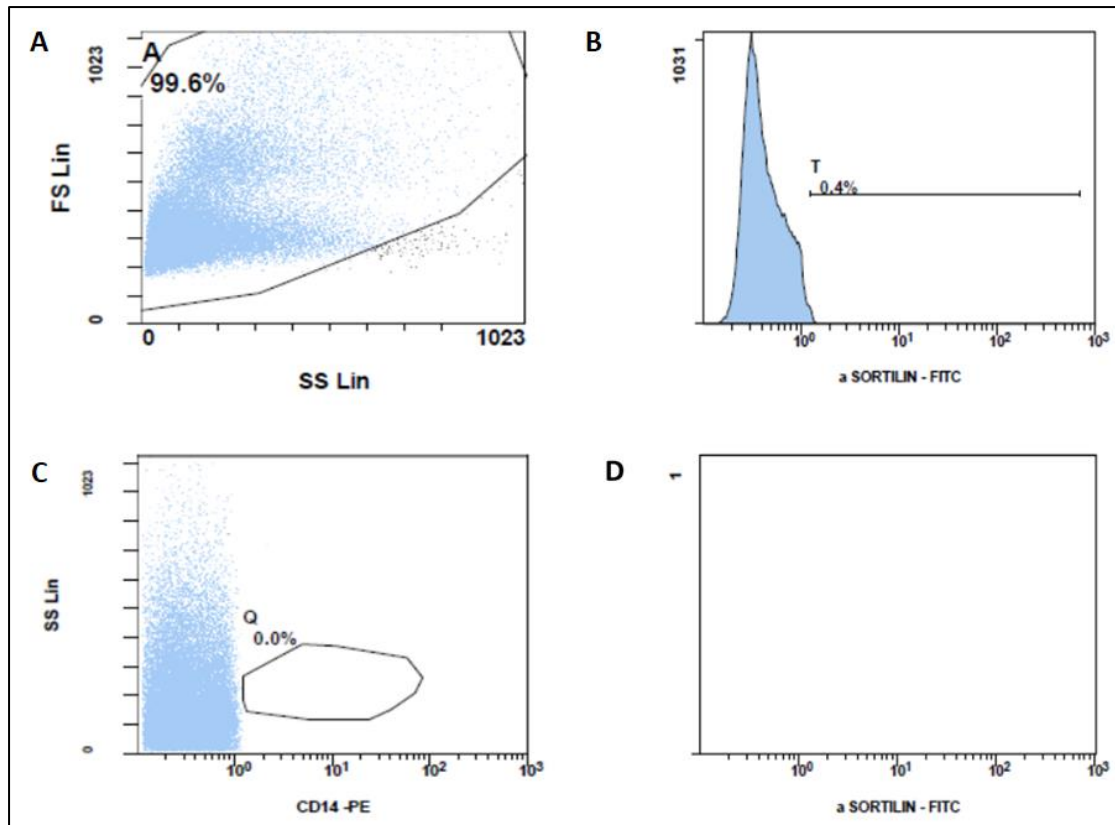 A
A
99.6%
1023
FS Lin
0
0
1023
SS Lin
B
1031
T
0.4%
10⁰
10¹
10²
10³
a SORTILIN - FITC
C
1023
SS Lin
0
Q
0.0%
10⁰
10¹
10²
10³
CD14 -PE
D
1
10⁰
10¹
10²
10³
a SORTILIN - FITC